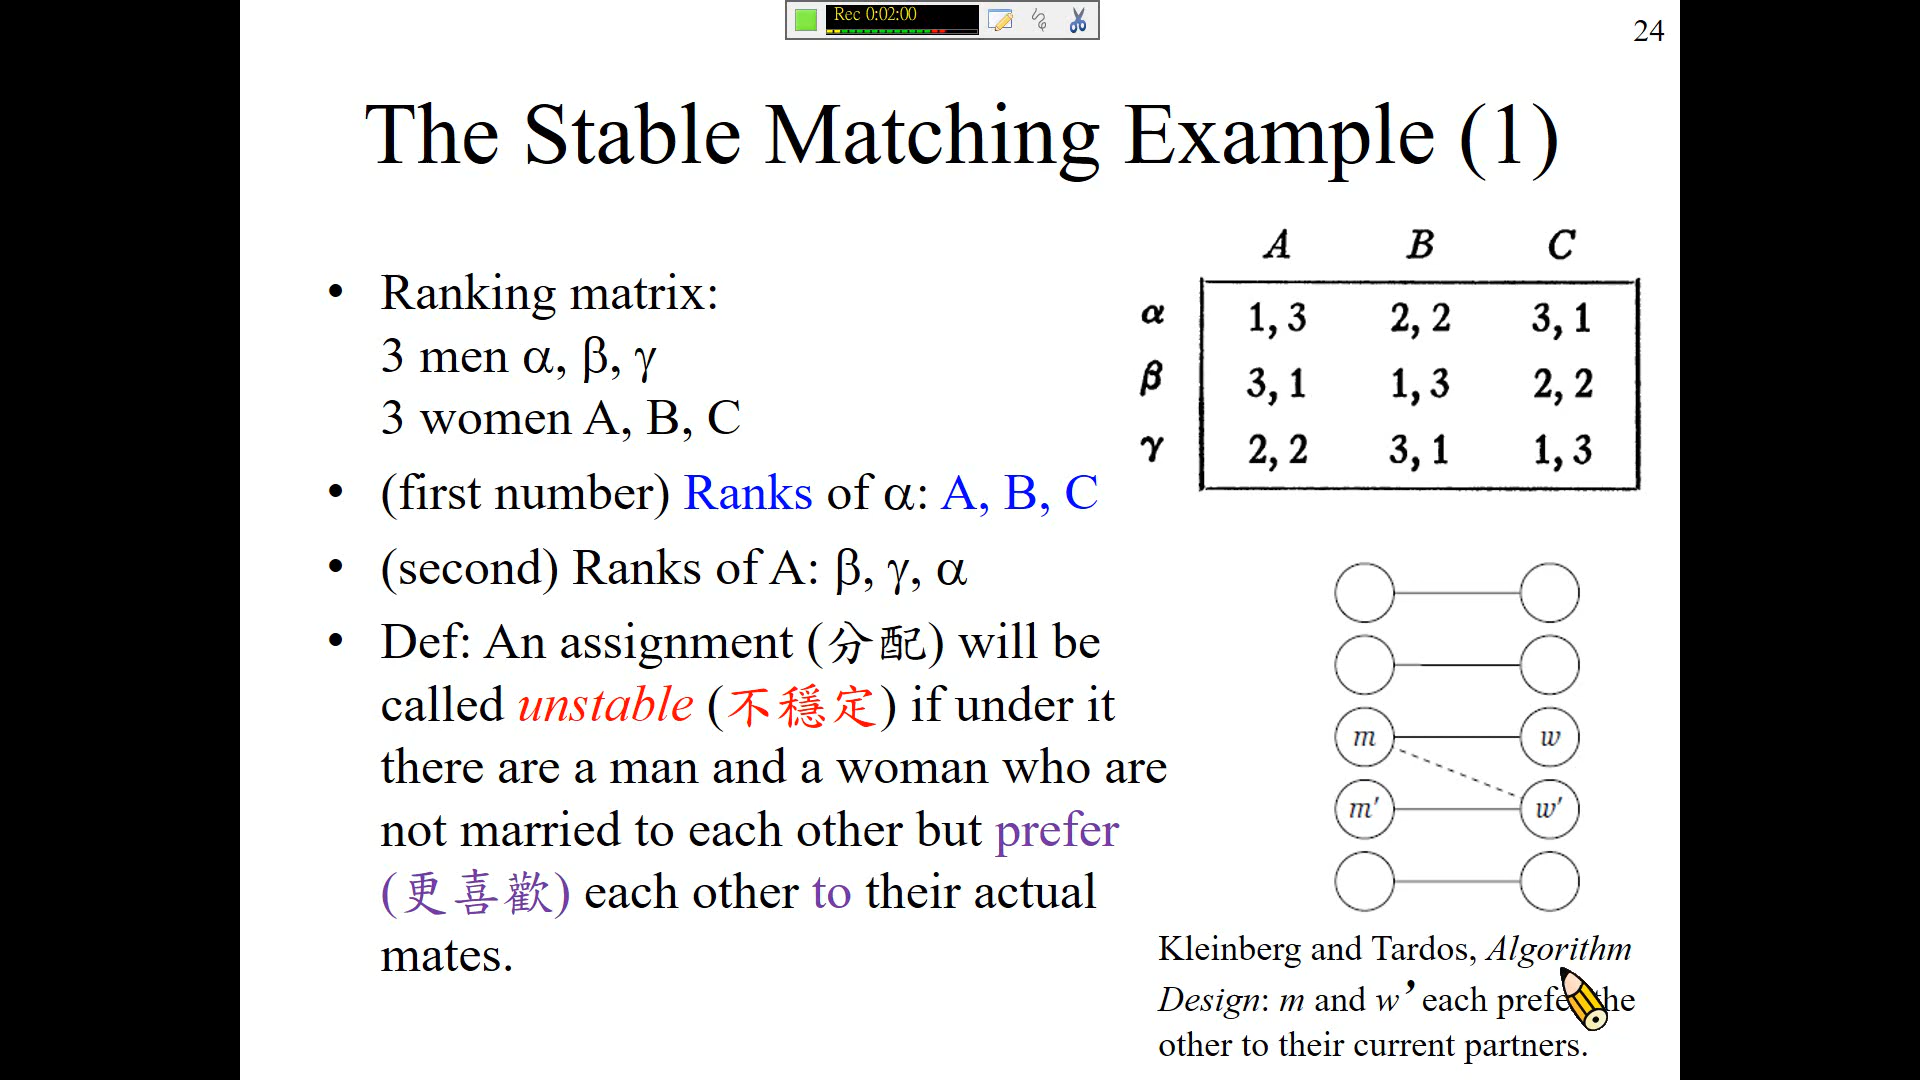 Rec 0:02:00
24
The Stable Matching Example (1)
• Ranking matrix:
3 men α, β, γ
3 women A, B, C
• (first number) Ranks of α: A, B, C
• (second) Ranks of A: β, γ, α
• Def: An assignment (分配) will be
called unstable (不穩定) if under it
there are a man and a woman who are
not married to each other but prefer
(更喜歡) each other to their actual
mates.
A B C
α 1, 3 2, 2 3, 1
β 3, 1 1, 3 2, 2
γ 2, 2 3, 1 1, 3
m w
m' w'
Kleinberg and Tardos, Algorithm
Design: m and w’ each prefer the
other to their current partners.